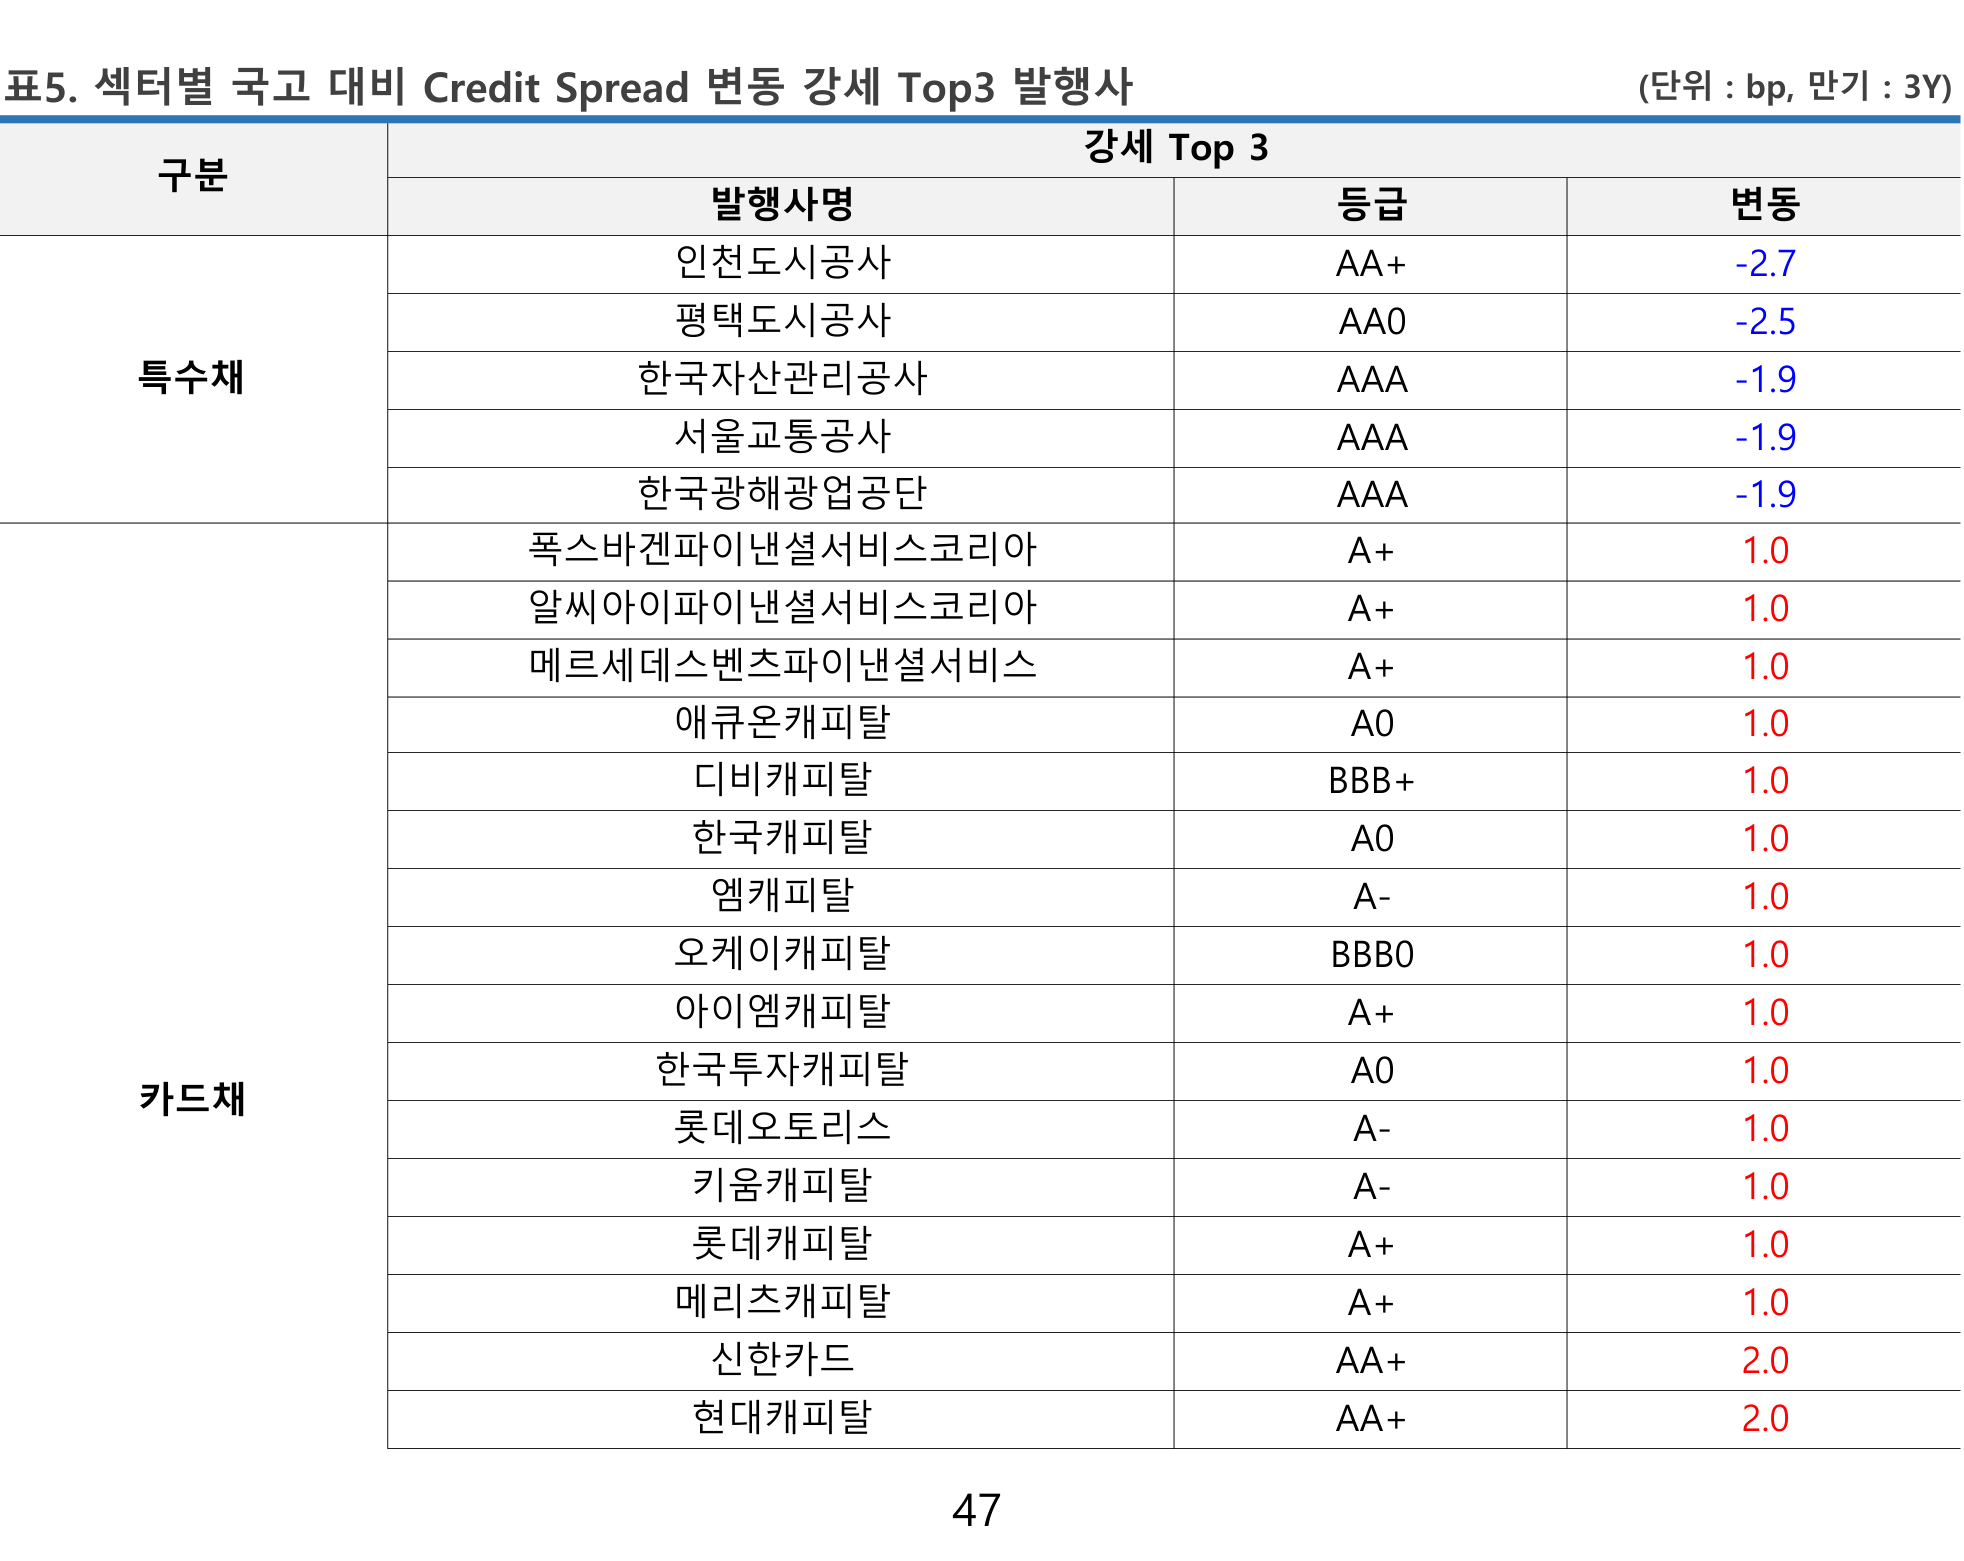 표5. 섹터별 국고 대비 Credit Spread 변동 강세 Top3 발행사 (단위 : bp, 만기 : 3Y)
구분 강세 Top 3
발행사명 등급 변동
특수채
인천도시공사 AA+ -2.7
평택도시공사 AA0 -2.5
한국자산관리공사 AAA -1.9
서울교통공사 AAA -1.9
한국광해광업공단 AAA -1.9
카드채
폭스바겐파이낸셜서비스코리아 A+ 1.0
알씨아이파이낸셜서비스코리아 A+ 1.0
메르세데스벤츠파이낸셜서비스 A+ 1.0
애큐온캐피탈 A0 1.0
디비캐피탈 BBB+ 1.0
한국캐피탈 A0 1.0
엠캐피탈 A- 1.0
오케이캐피탈 BBB0 1.0
아이엠캐피탈 A+ 1.0
한국투자캐피탈 A0 1.0
롯데오토리스 A- 1.0
키움캐피탈 A- 1.0
롯데캐피탈 A+ 1.0
메리츠캐피탈 A+ 1.0
신한카드 AA+ 2.0
현대캐피탈 AA+ 2.0
47